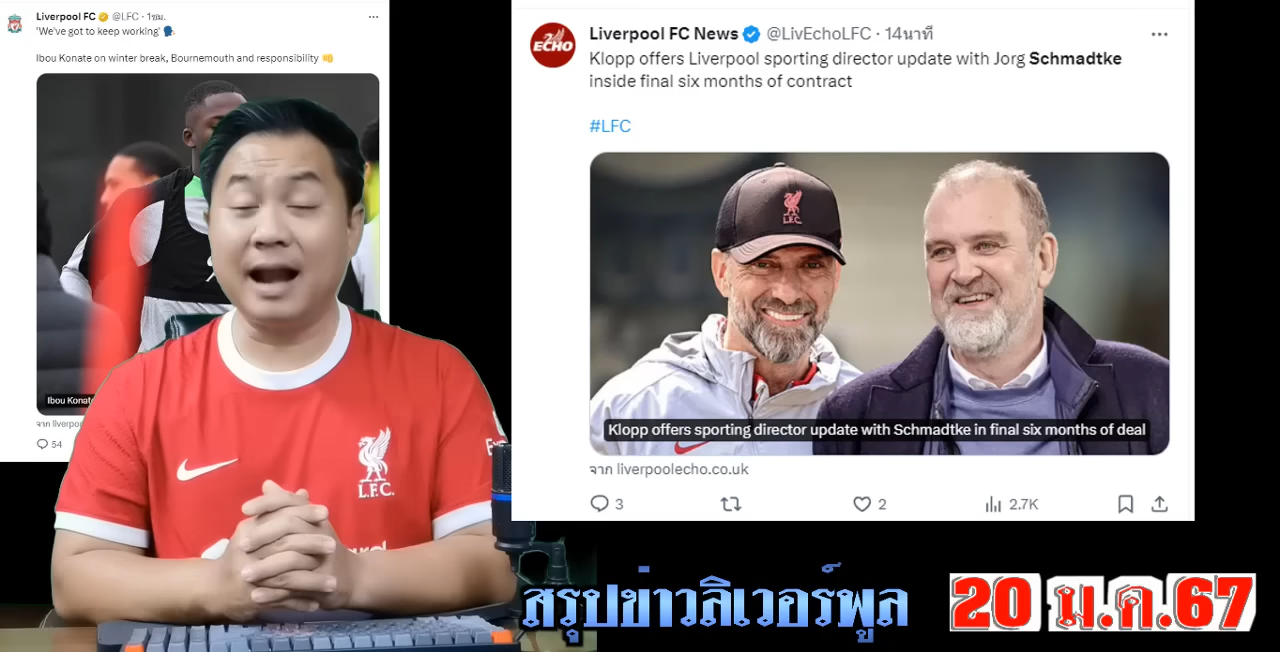 Liverpool FC @LFC · 1ชม.
'We've got to keep working'
Ibou Konate on winter break, Bournemouth and responsibility
Ibou Konate
จาก liverpoo
54
L.F.C.
ECHO
Liverpool FC News @LivEchoLFC · 14นาที
Klopp offers Liverpool sporting director update with Jorg Schmadtke
inside final six months of contract
#LFC
L.F.C.
Klopp offers sporting director update with Schmadtke in final six months of deal
จาก liverpoolecho.co.uk
3 2 2.7K
สรุปข่าวลิเวอร์พูล 20 ม.ค.67